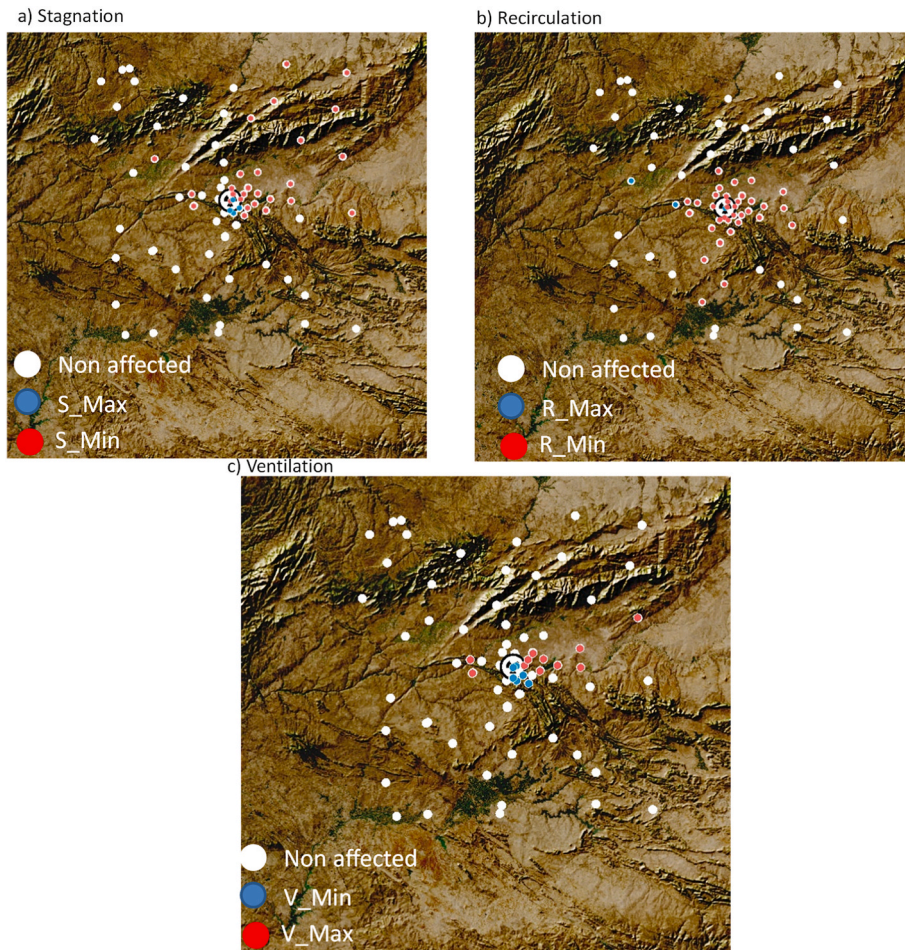 a) Stagnation
b) Recirculation
Non affected
S_Max
S_Min
Non affected
R_Max
R_Min
c) Ventilation
Non affected
V_Min
V_Max